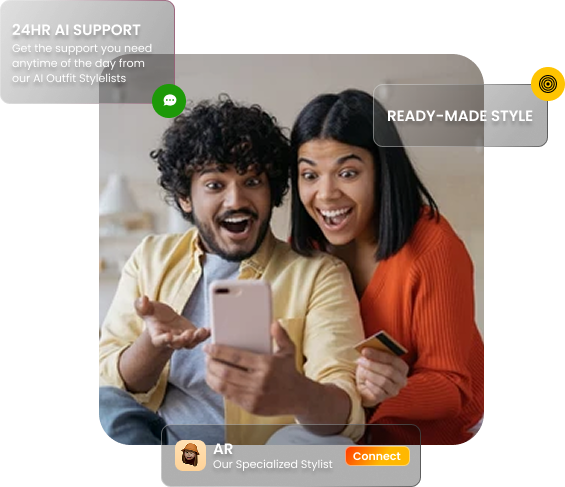 24HR AI SUPPORT
Get the support you need
anytime of the day from
our AI Outfit Stylelists
READY-MADE STYLE
AR
Our Specialized Stylist
Connect